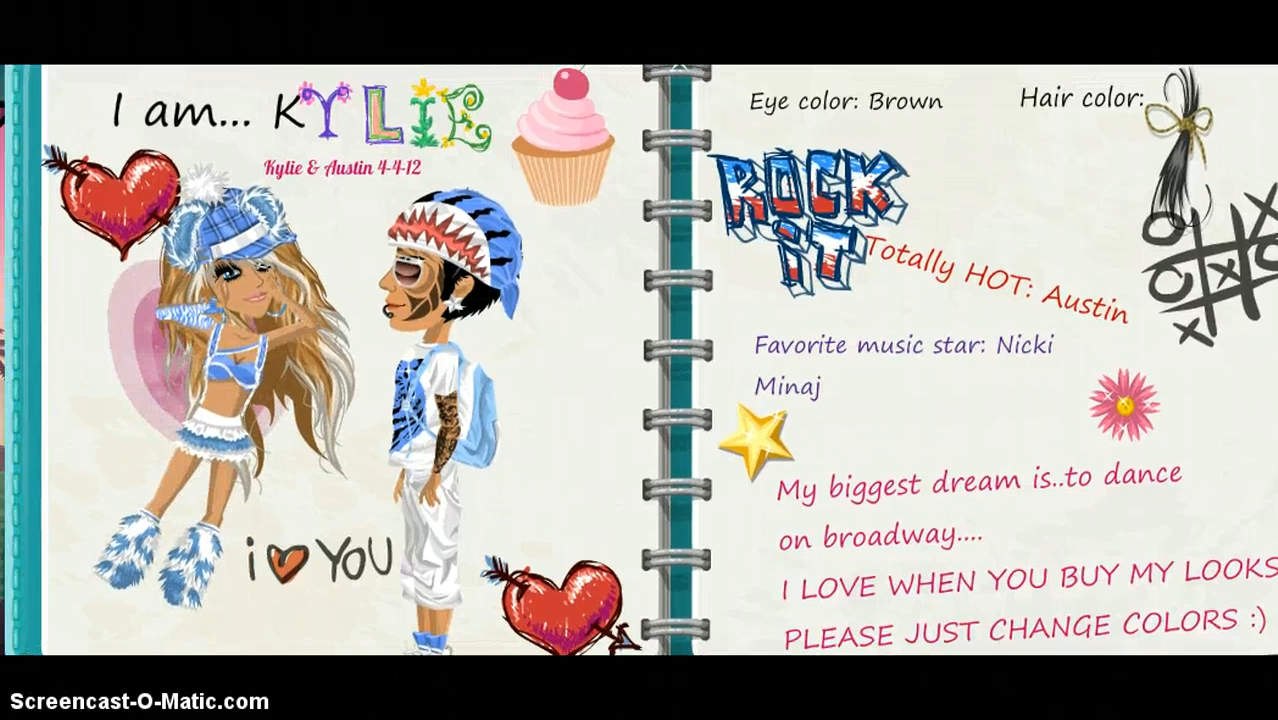 I am... KYLIE
Kylie & Austin 4-4-12
i YOU
Eye color: Brown
Hair color:
ROCK
iT
Totally HOT: Austin
Favorite music star: Nicki
Minaj
My biggest dream is..to dance
on broadway....
I LOVE WHEN YOU BUY MY LOOKS
PLEASE JUST CHANGE COLORS :)
Screencast-O-Matic.com